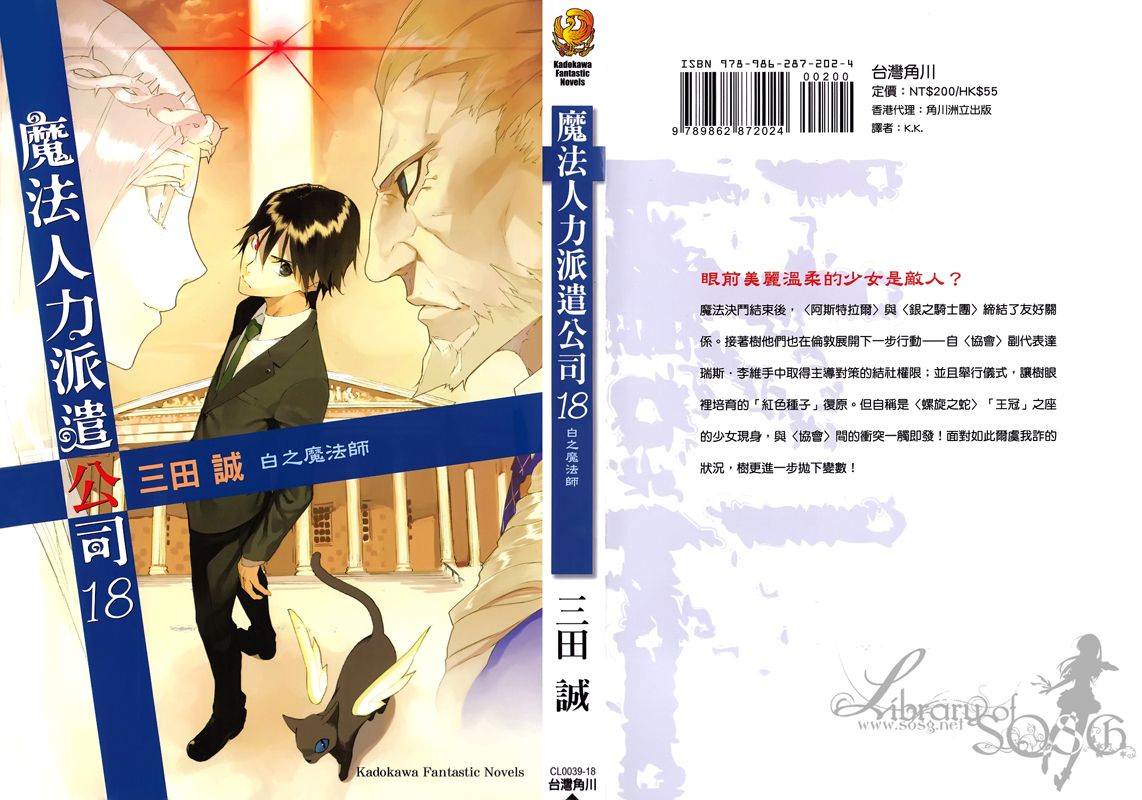 魔法人力派遣公司18
三田 誠 白之魔法師
Kadokawa Fantastic Novels
Kadokawa
Fantastic
Novels
魔法人力派遣公司18
白之魔法師
三田 誠
CL0039-18
台灣角川
ISBN 978-986-287-202-4
00200
9 789862 872024
台灣角川
定價：NT$200/HK$55
香港代理：角川洲立出版
譯者：K.K.
眼前美麗溫柔的少女是敵人？
魔法決鬥結束後，〈阿斯特拉爾〉與〈銀之騎士團〉締結了友好關
係。接著樹他們也在倫敦展開下一步行動——自〈協會〉副代表達
瑞斯‧李維手中取得主導對策的結社權限；並且舉行儀式，讓樹眼
裡培育的「紅色種子」復原。但自稱是〈螺旋之蛇〉「王冠」之座
的少女現身，與〈協會〉間的衝突一觸即發！面對如此爾虞我詐的
狀況，樹更進一步拋下變數！
Library of
www.sosg.net
SOSG